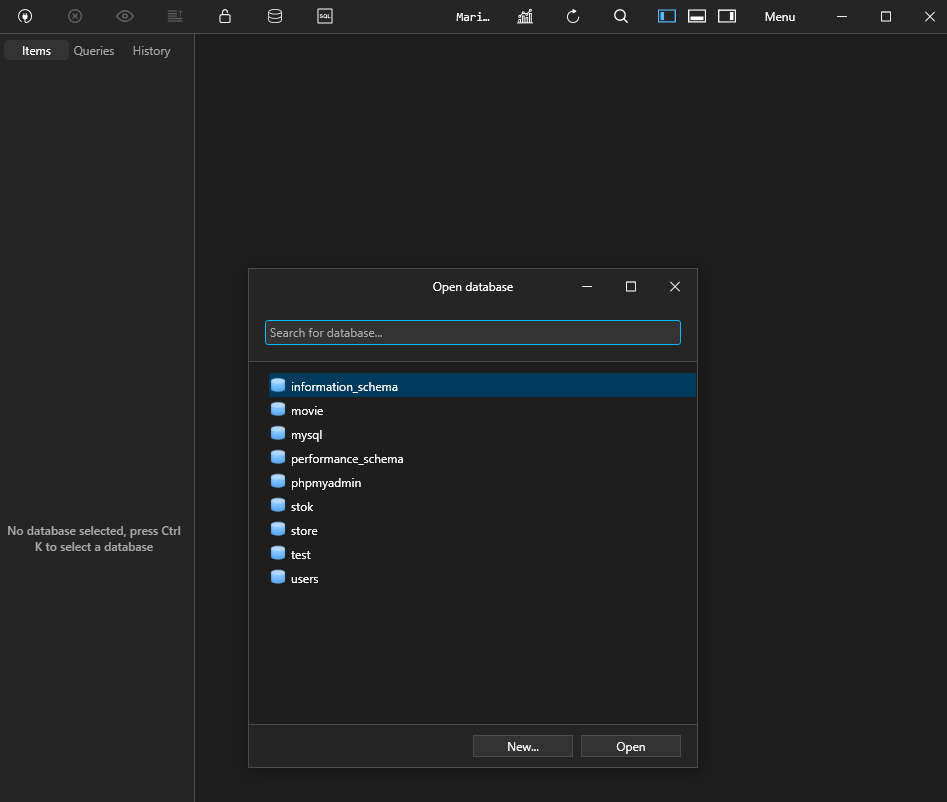 SQL
Mari...
Menu
Items
Queries
History
Open database
Search for database...
information_schema
movie
mysql
performance_schema
phpmyadmin
stok
store
test
users
No database selected, press Ctrl
K to select a database
New...
Open